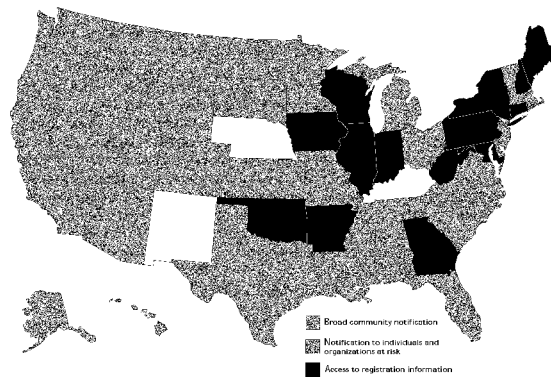 Broad community notification
Notification to individuals and
organizations at risk
Access to registration information